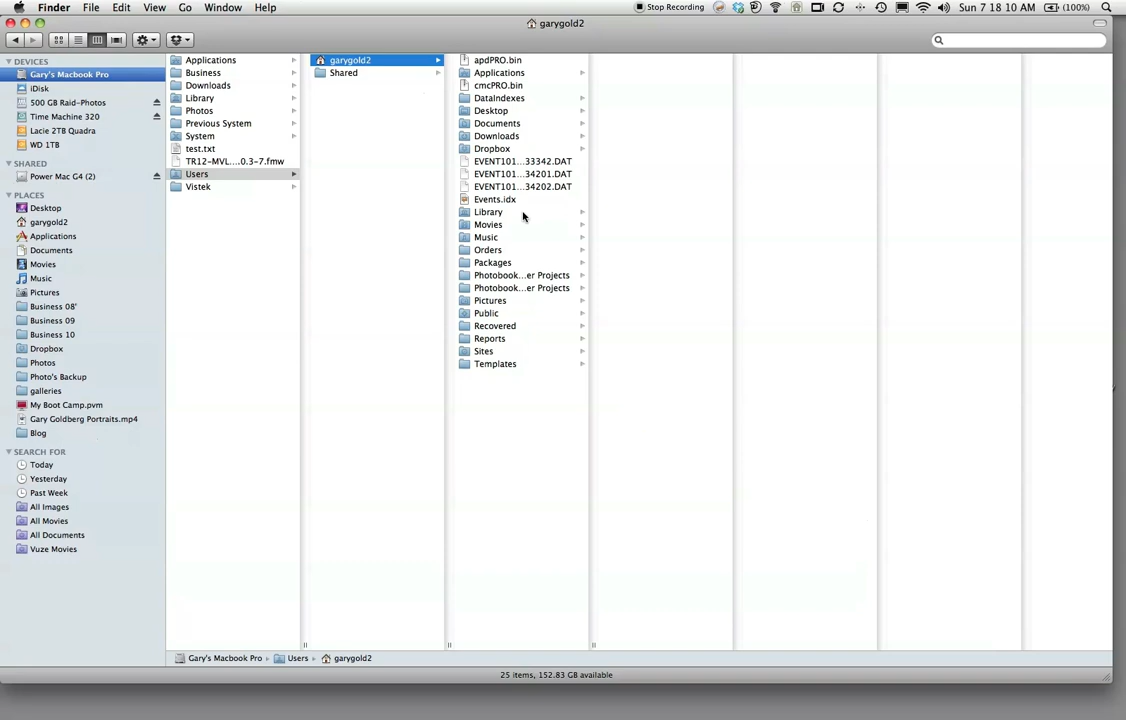 Finder File Edit View Go Window Help Stop Recording Sun 7 18 10 AM (100%)
garygold2
DEVICES
Gary's Macbook Pro
iDisk
500 GB Raid-Photos
Time Machine 320
Lacie 2TB Quadra
WD 1TB
SHARED
Power Mac G4 (2)
PLACES
Desktop
garygold2
Applications
Documents
Movies
Music
Pictures
Business 08'
Business 09
Business 10
Dropbox
Photos
Photo's Backup
galleries
My Boot Camp.pvm
Gary Goldberg Portraits.mp4
Blog
SEARCH FOR
Today
Yesterday
Past Week
All Images
All Movies
All Documents
Vuze Movies
Applications
Business
Downloads
Library
Photos
Previous System
System
test.txt
TR12-MVL....0.3-7.fmw
Users
Vistek
garygold2
Shared
apdPRO.bin
Applications
cmcPRO.bin
DataIndexes
Desktop
Documents
Downloads
Dropbox
EVENT101...33342.DAT
EVENT101...34201.DAT
EVENT101...34202.DAT
Events.idx
Library
Movies
Music
Orders
Packages
Photobook...er Projects
Photobook...er Projects
Pictures
Public
Recovered
Reports
Sites
Templates
Gary's Macbook Pro Users garygold2
25 items, 152.83 GB available